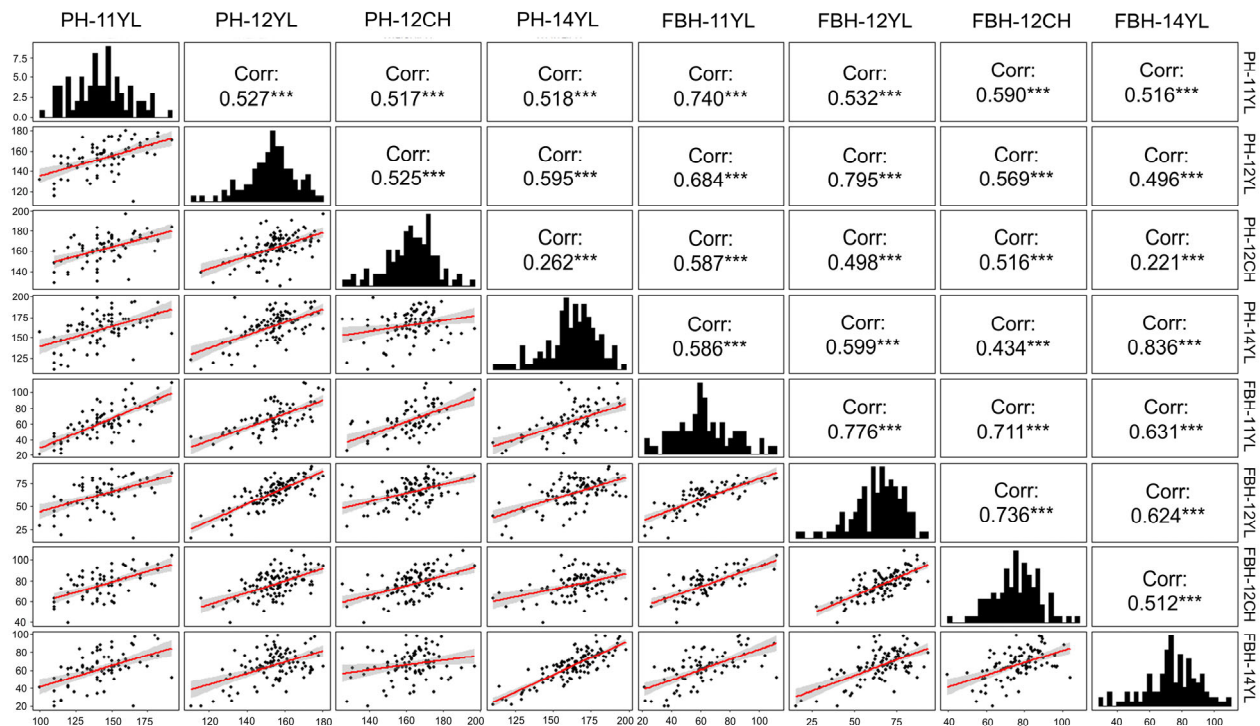 PH-11YL PH-12YL PH-12CH PH-14YL FBH-11YL FBH-12YL FBH-12CH FBH-14YL
7.5
5.0
2.5
0.0
Corr: Corr: Corr: Corr: Corr: Corr: Corr:
0.527*** 0.517*** 0.518*** 0.740*** 0.532*** 0.590*** 0.516***
PH-11YL
180
160
140
120
Corr: Corr: Corr: Corr: Corr: Corr:
0.525*** 0.595*** 0.684*** 0.795*** 0.569*** 0.496***
PH-12YL
200
180
160
140
Corr: Corr: Corr: Corr: Corr:
0.262*** 0.587*** 0.498*** 0.516*** 0.221***
PH-12CH
200
175
150
125
Corr: Corr: Corr: Corr:
0.586*** 0.599*** 0.434*** 0.836***
PH-14YL
100
80
60
40
20
Corr: Corr: Corr:
0.776*** 0.711*** 0.631***
FBH-11YL
75
50
25
Corr: Corr:
0.736*** 0.624***
FBH-12YL
100
80
60
40
Corr:
0.512***
FBH-12CH
100
80
60
40
20
FBH-14YL
100 125 150 175 120 140 160 180 140 160 180 200 125 150 175 200 20 40 60 80 100 25 50 75 40 60 80 100 40 60 80 100